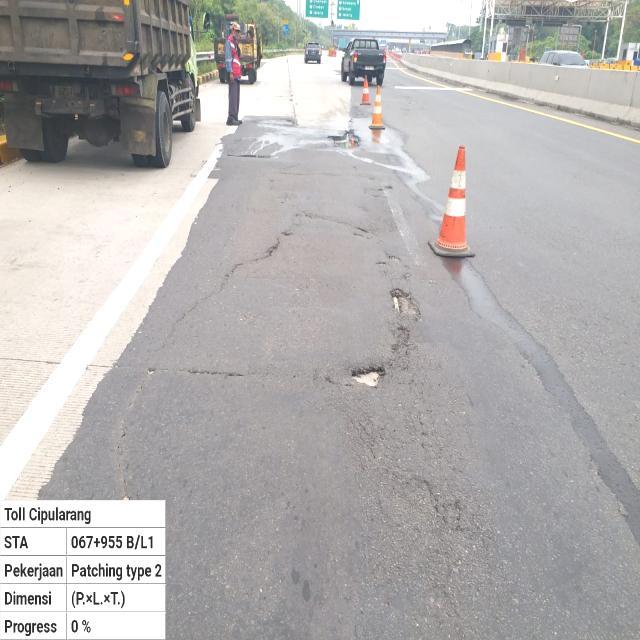 Toll Cipularang
STA 067+955 B/L1
Pekerjaan Patching type 2
Dimensi (P.×L.×T.)
Progress 0 %